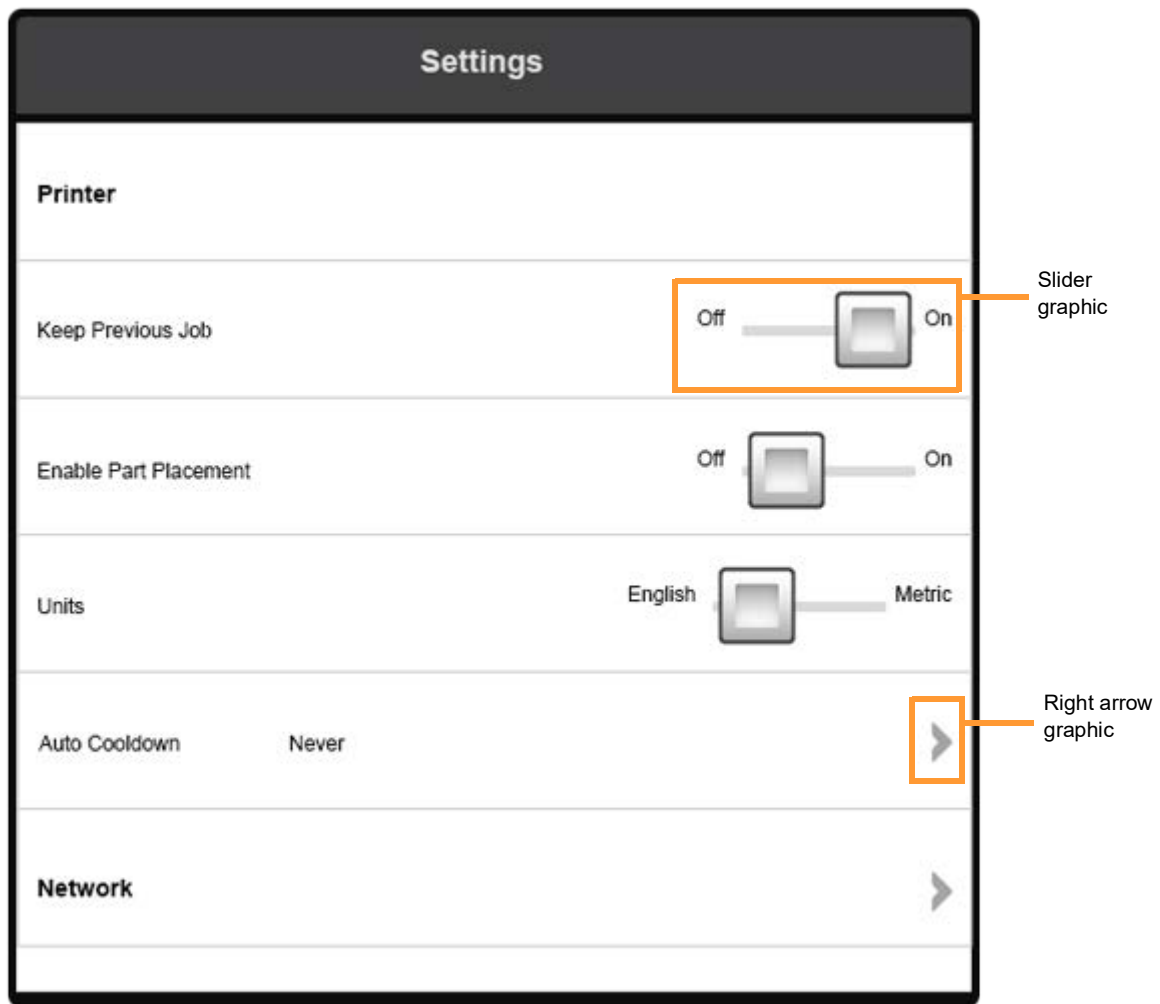 Settings
Printer
Keep Previous Job
Off
On
Slider
graphic
Enable Part Placement
Off
On
Units
English
Metric
Auto Cooldown
Never
Right arrow
graphic
Network